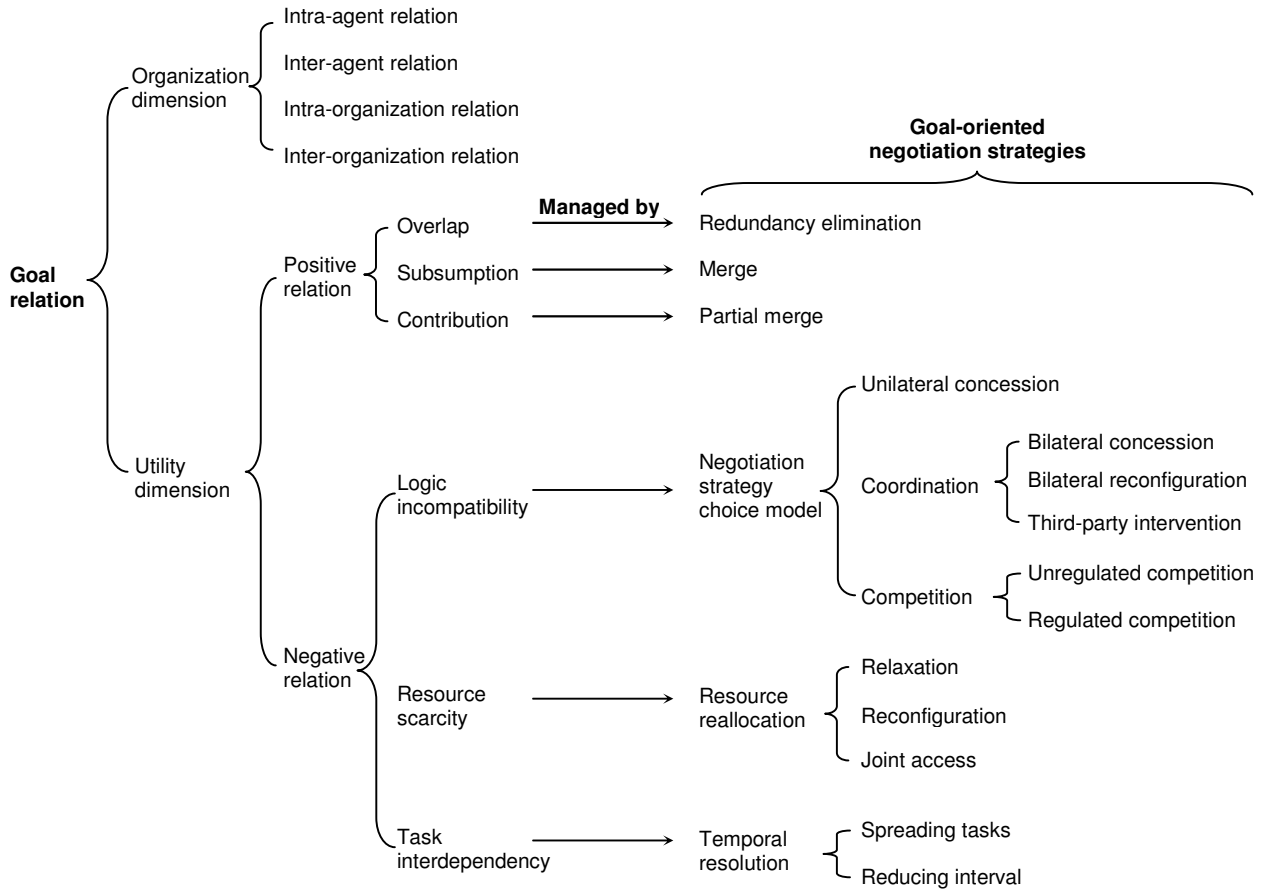 Intra-agent relation
Organization
dimension
Inter-agent relation
Intra-organization relation
Inter-organization relation
Goal-oriented
negotiation strategies
Goal
relation
Positive
relation
Overlap
Managed by
Redundancy elimination
Subsumption
Merge
Contribution
Partial merge
Utility
dimension
Negative
relation
Logic
incompatibility
Negotiation
strategy
choice model
Unilateral concession
Coordination
Bilateral concession
Bilateral reconfiguration
Third-party intervention
Competition
Unregulated competition
Regulated competition
Resource
scarcity
Resource
reallocation
Relaxation
Reconfiguration
Joint access
Task
interdependency
Temporal
resolution
Spreading tasks
Reducing interval